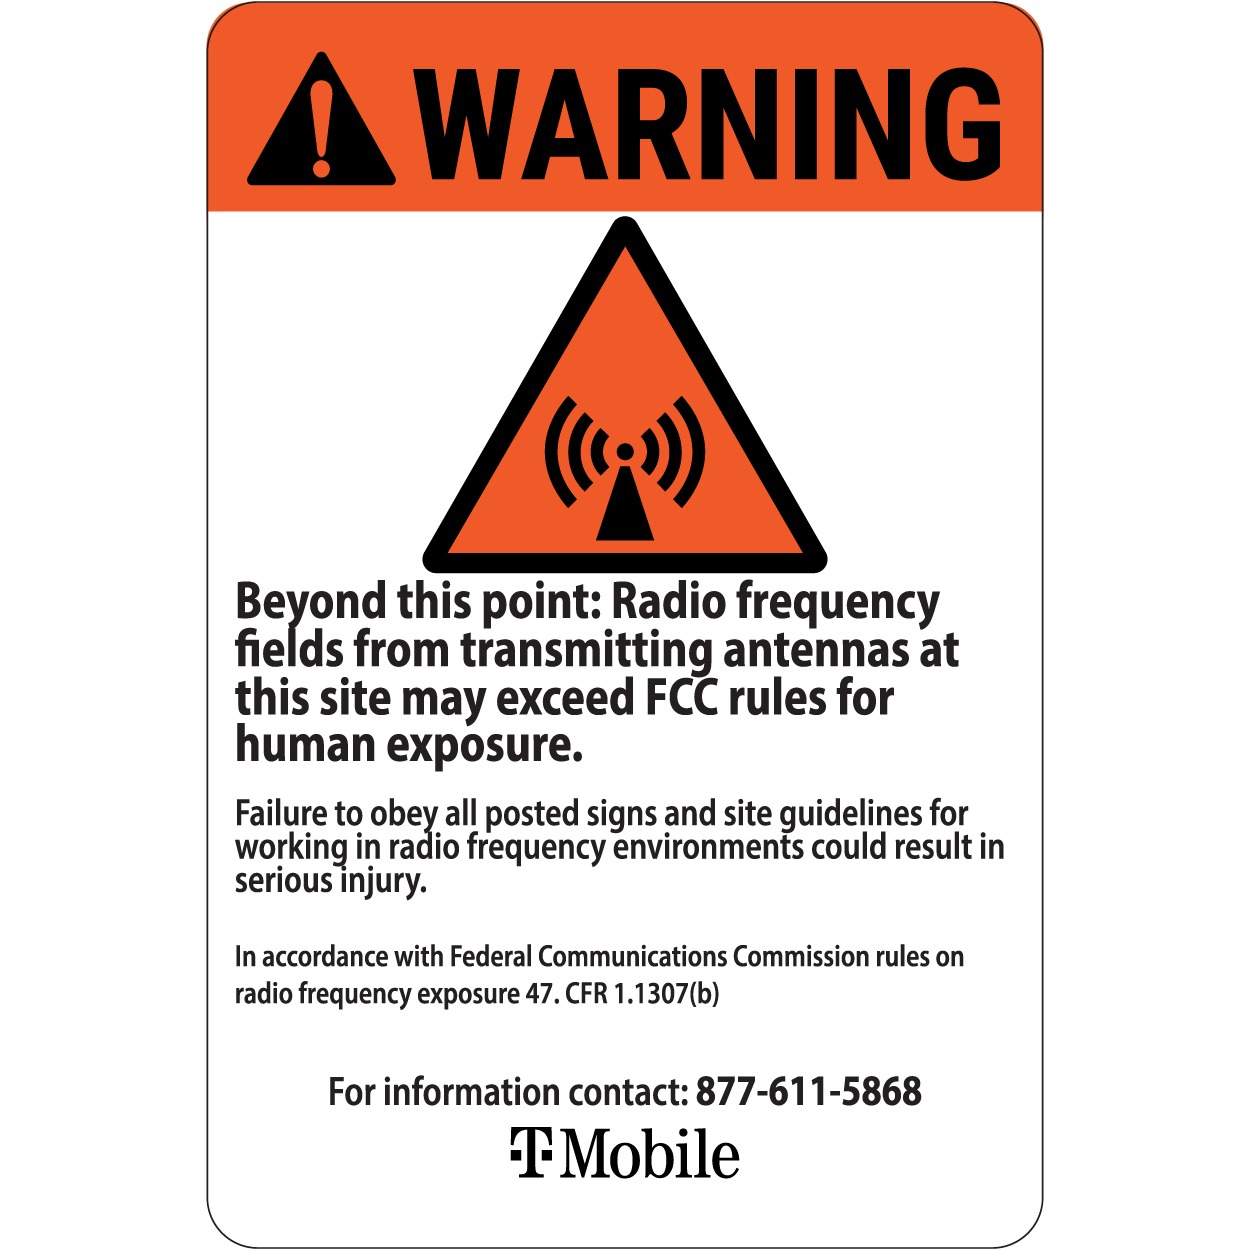 WARNING
Beyond this point: Radio frequency
fields from transmitting antennas at
this site may exceed FCC rules for
human exposure.
Failure to obey all posted signs and site guidelines for
working in radio frequency environments could result in
serious injury.
In accordance with Federal Communications Commission rules on
radio frequency exposure 47. CFR 1.1307(b)
For information contact: 877-611-5868
T Mobile